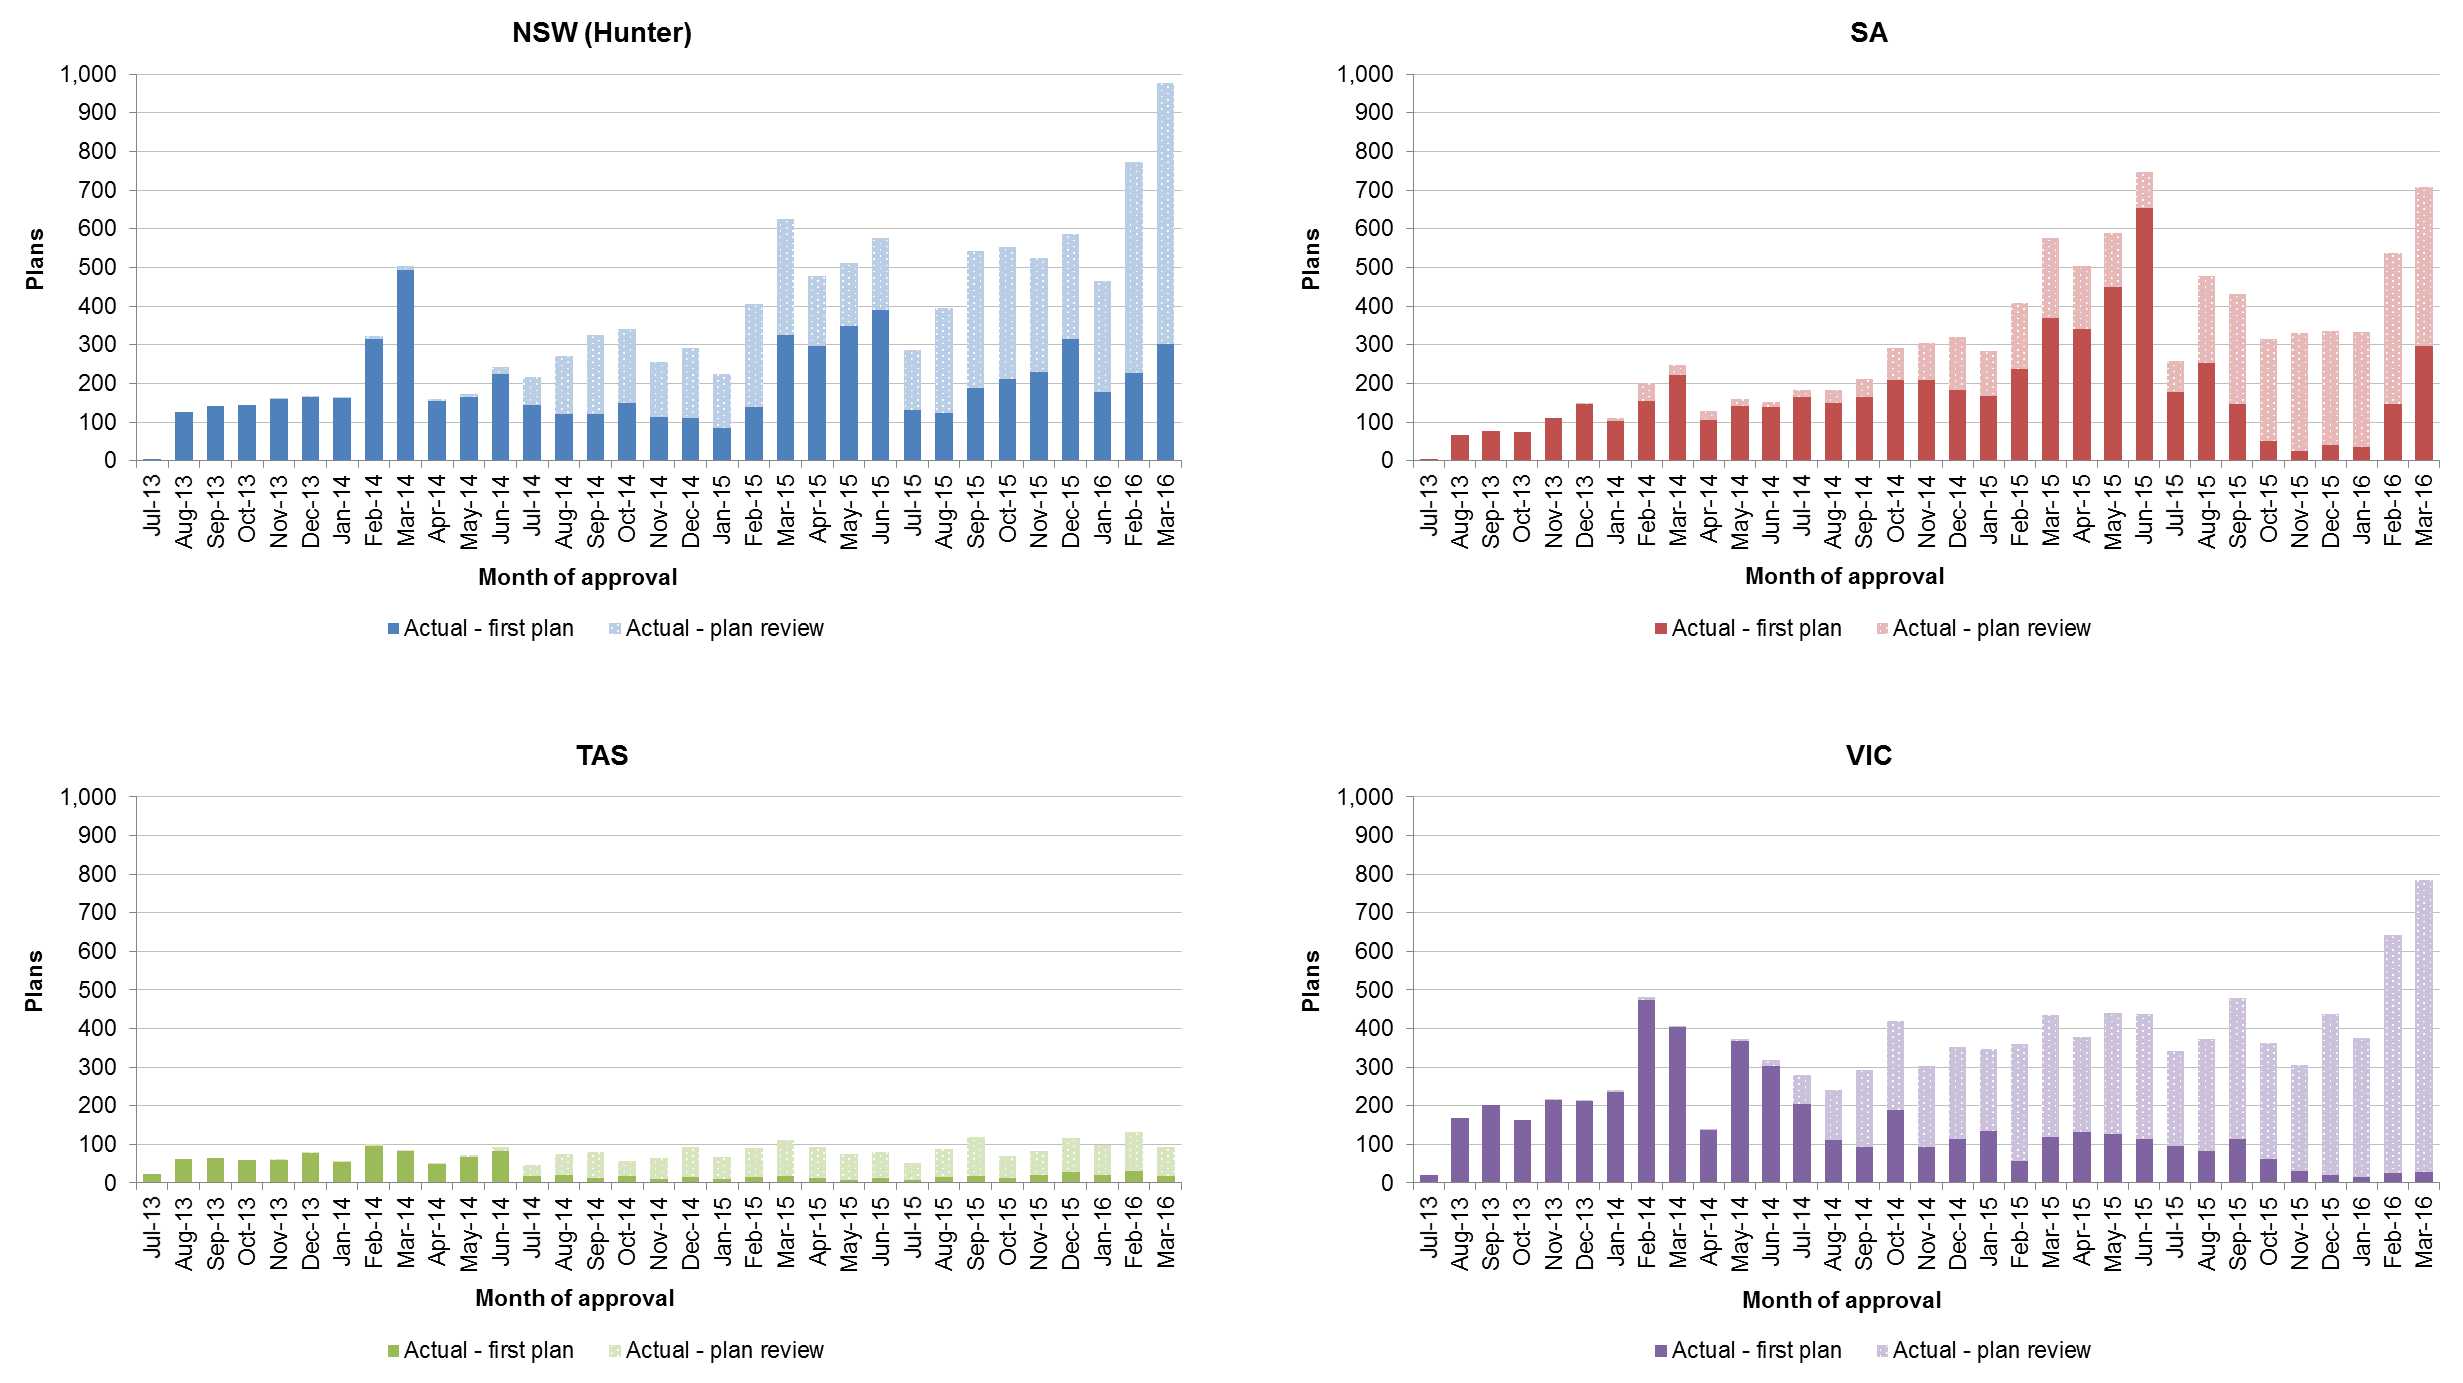 NSW (Hunter)
1,000
900
800
700
600
500
400
300
200
100
0
Plans
Jul-13
Aug-13
Sep-13
Oct-13
Nov-13
Dec-13
Jan-14
Feb-14
Mar-14
Apr-14
May-14
Jun-14
Jul-14
Aug-14
Sep-14
Oct-14
Nov-14
Dec-14
Jan-15
Feb-15
Mar-15
Apr-15
May-15
Jun-15
Jul-15
Aug-15
Sep-15
Oct-15
Nov-15
Dec-15
Jan-16
Feb-16
Mar-16
Month of approval
Actual - first plan
Actual - plan review
SA
1,000
900
800
700
600
500
400
300
200
100
0
Plans
Jul-13
Aug-13
Sep-13
Oct-13
Nov-13
Dec-13
Jan-14
Feb-14
Mar-14
Apr-14
May-14
Jun-14
Jul-14
Aug-14
Sep-14
Oct-14
Nov-14
Dec-14
Jan-15
Feb-15
Mar-15
Apr-15
May-15
Jun-15
Jul-15
Aug-15
Sep-15
Oct-15
Nov-15
Dec-15
Jan-16
Feb-16
Mar-16
Month of approval
Actual - first plan
Actual - plan review
TAS
1,000
900
800
700
600
500
400
300
200
100
0
Plans
Jul-13
Aug-13
Sep-13
Oct-13
Nov-13
Dec-13
Jan-14
Feb-14
Mar-14
Apr-14
May-14
Jun-14
Jul-14
Aug-14
Sep-14
Oct-14
Nov-14
Dec-14
Jan-15
Feb-15
Mar-15
Apr-15
May-15
Jun-15
Jul-15
Aug-15
Sep-15
Oct-15
Nov-15
Dec-15
Jan-16
Feb-16
Mar-16
Month of approval
Actual - first plan
Actual - plan review
VIC
1,000
900
800
700
600
500
400
300
200
100
0
Plans
Jul-13
Aug-13
Sep-13
Oct-13
Nov-13
Dec-13
Jan-14
Feb-14
Mar-14
Apr-14
May-14
Jun-14
Jul-14
Aug-14
Sep-14
Oct-14
Nov-14
Dec-14
Jan-15
Feb-15
Mar-15
Apr-15
May-15
Jun-15
Jul-15
Aug-15
Sep-15
Oct-15
Nov-15
Dec-15
Jan-16
Feb-16
Mar-16
Month of approval
Actual - first plan
Actual - plan review